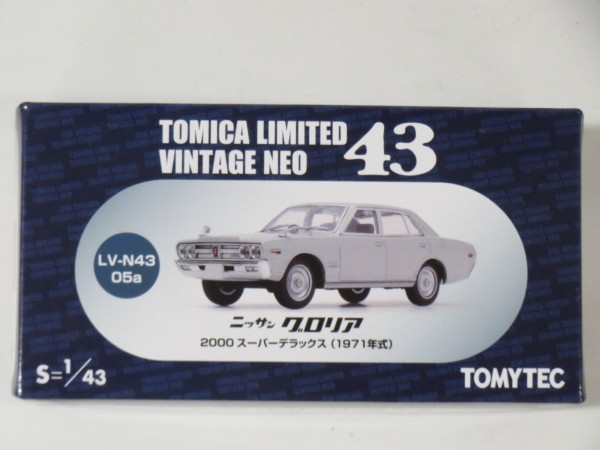 TOMICA LIMITED
VINTAGE NEO 43
LV-N43
05a
ニッサン グロリア
2000 スーパーデラックス（1971年式）
S=1/43
TOMYTEC